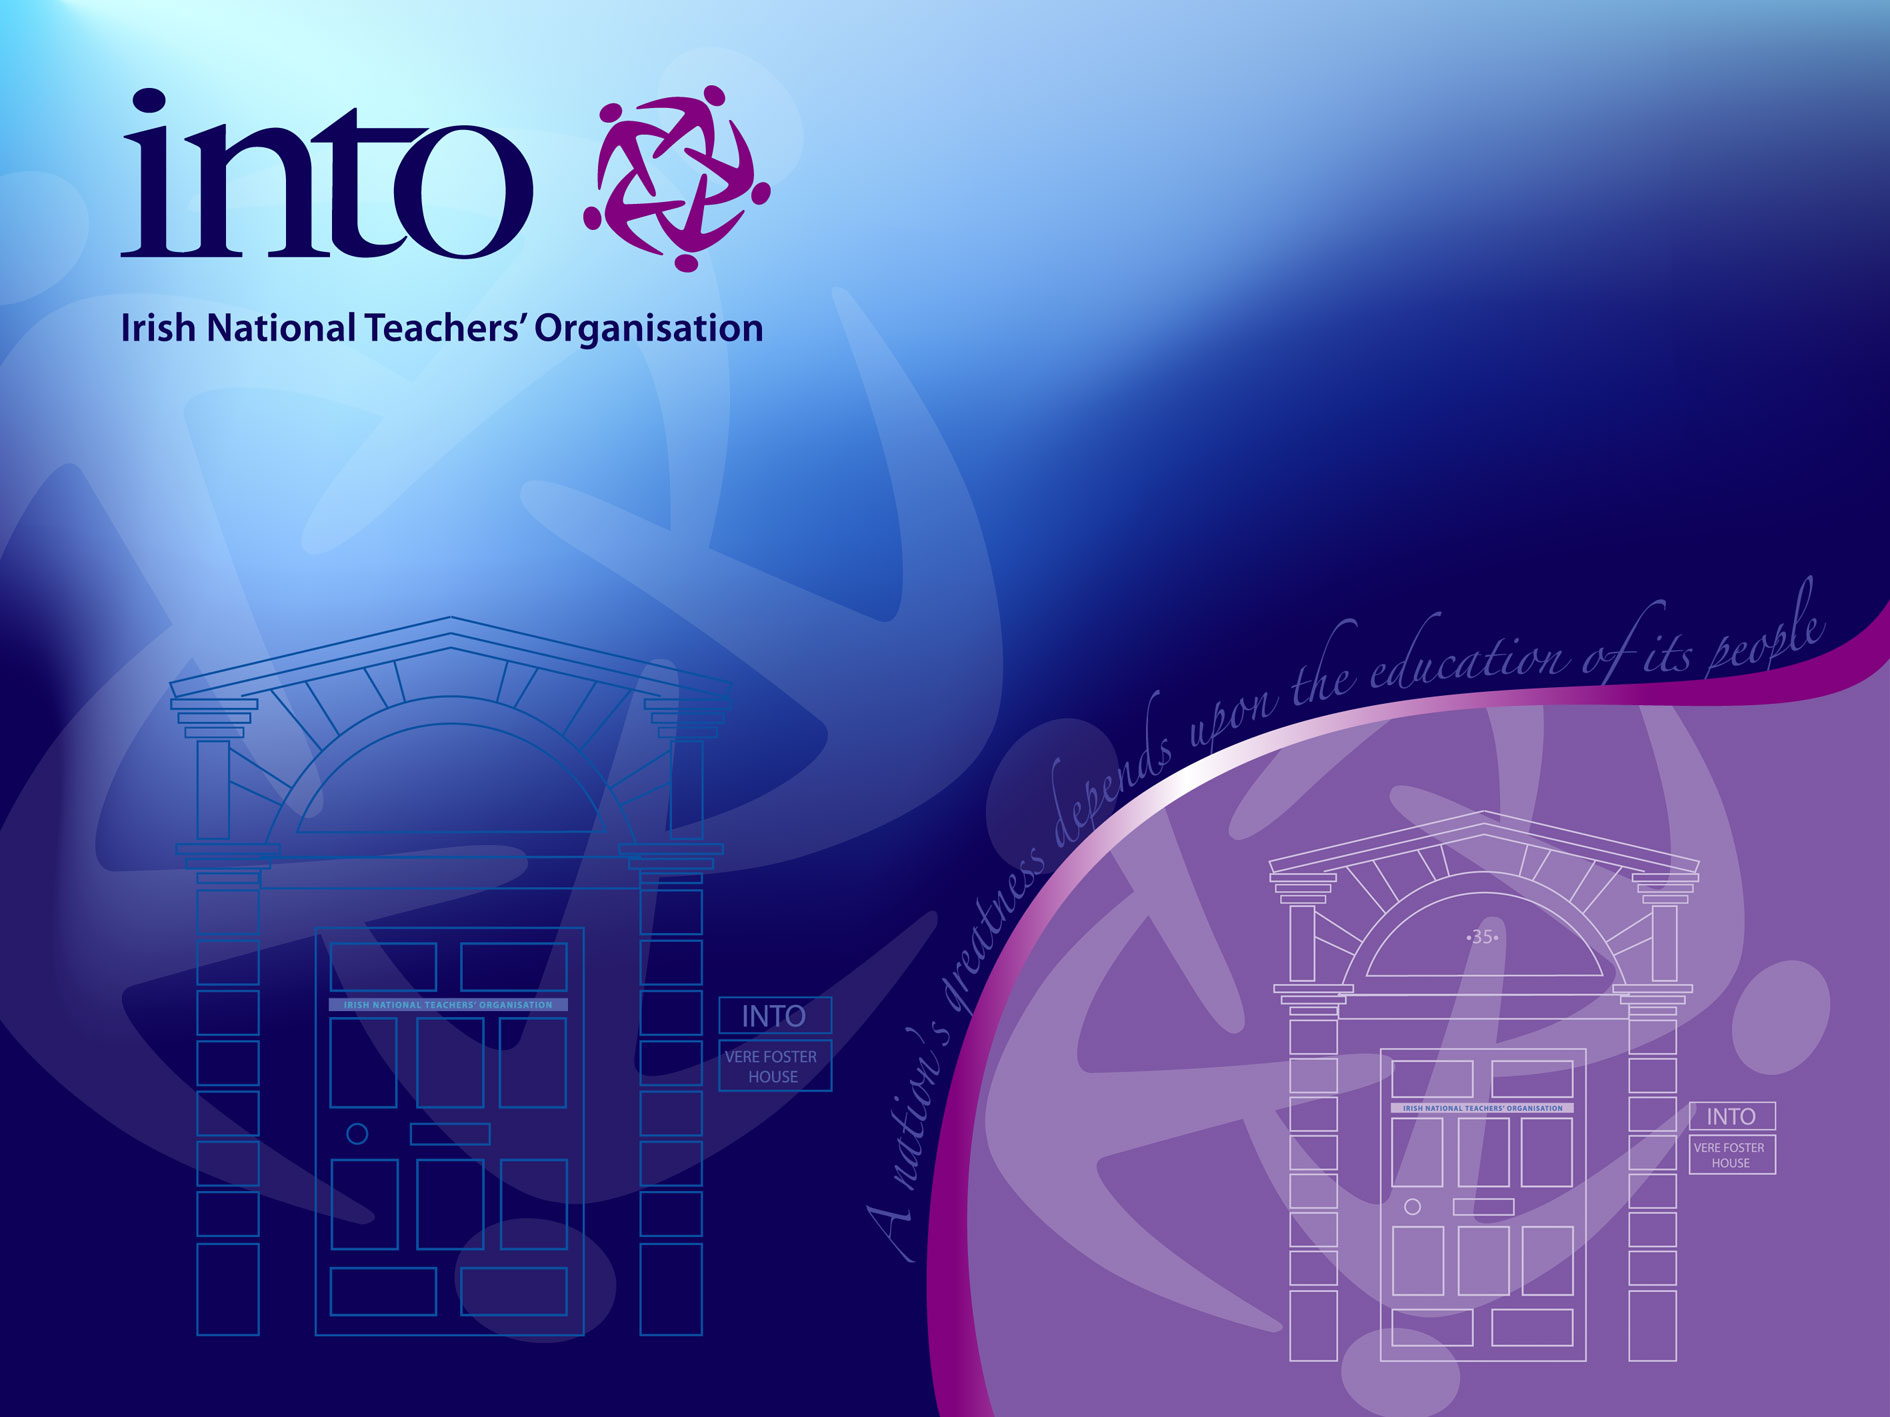 into
Irish National Teachers’ Organisation
A nation’s greatness depends upon the education of its people
IRISH NATIONAL TEACHERS’ ORGANISATION
INTO
VERE FOSTER
HOUSE
•35•
IRISH NATIONAL TEACHERS’ ORGANISATION
INTO
VERE FOSTER
HOUSE